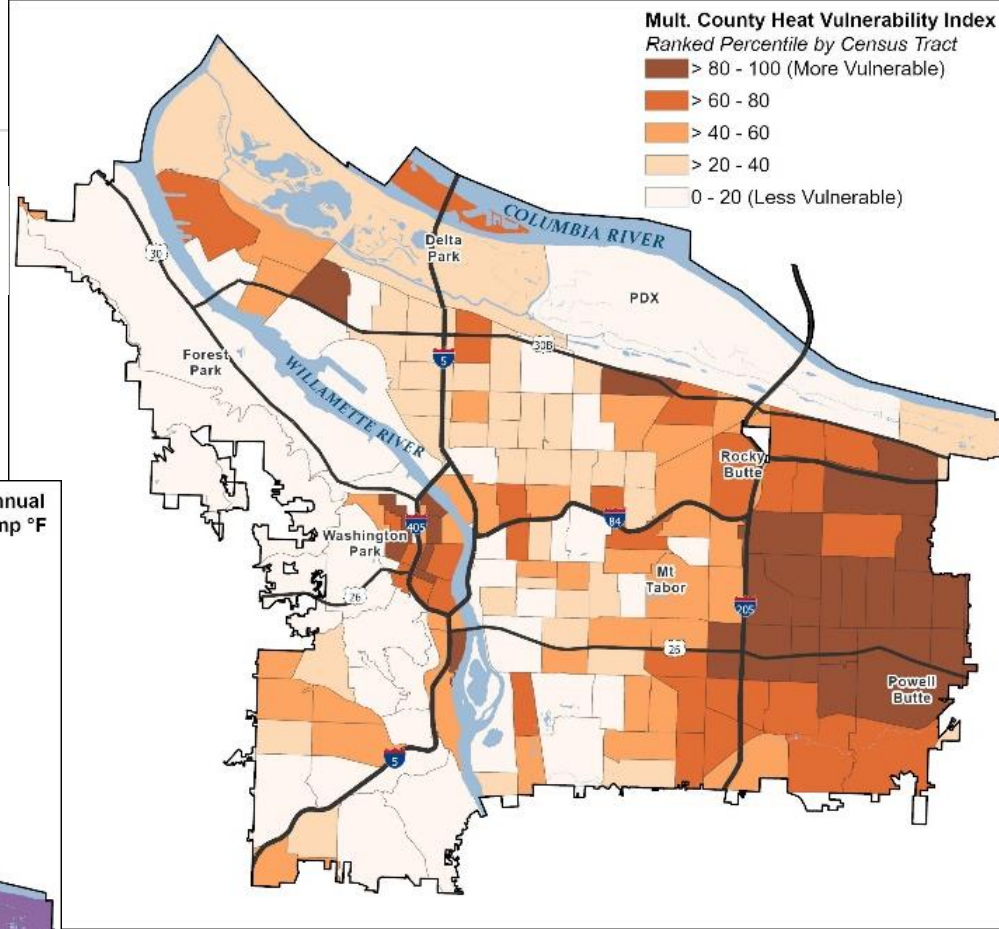 Mult. County Heat Vulnerability Index
Ranked Percentile by Census Tract
> 80 - 100 (More Vulnerable)
> 60 - 80
> 40 - 60
> 20 - 40
0 - 20 (Less Vulnerable)
COLUMBIA RIVER
Delta
Park
30
PDX
30B
5
Forest
Park
WILLAMETTE RIVER
Rocky
Butte
nnual
mp °F
405
84
Washington
Park
Mt
Tabor
26
205
26
Powell
Butte
5